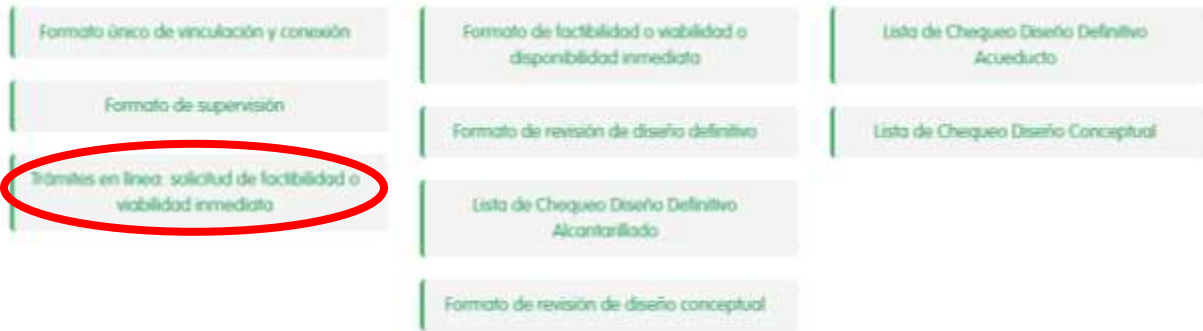 Formato único de vinculación y conexión
Formato de supervisión
Trámites en línea: solicitud de factibilidad o
viabilidad inmediata
Formato de factibilidad o viabilidad o
disponibilidad inmediata
Formato de revisión de diseño definitivo
Lista de Chequeo Diseño Definitivo
Alcantarillado
Formato de revisión de diseño conceptual
Lista de Chequeo Diseño Definitivo
Acueducto
Lista de Chequeo Diseño Conceptual